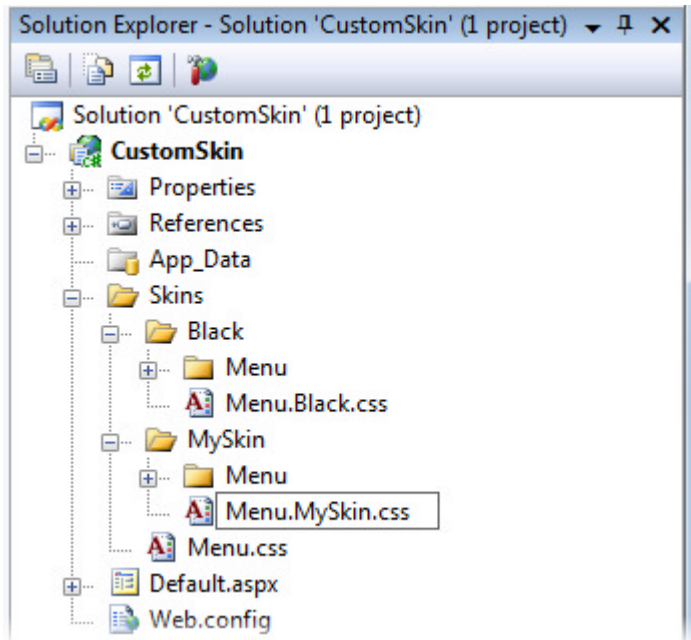 Solution Explorer - Solution 'CustomSkin' (1 project)
Solution 'CustomSkin' (1 project)
CustomSkin
Properties
References
App_Data
Skins
Black
Menu
Menu.Black.css
MySkin
Menu
Menu.MySkin.css
Menu.css
Default.aspx
Web.config